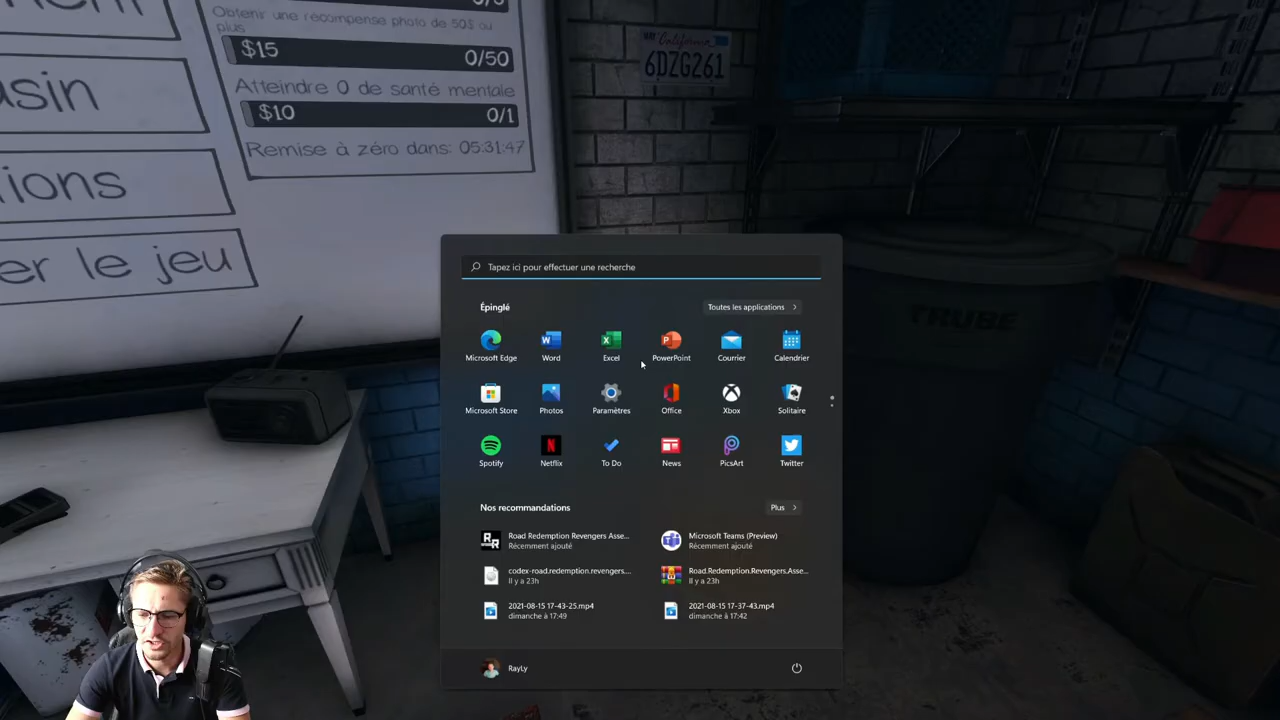 Obtenir une récompense photo de 50$ ou
plus
$15 0/50
asin
Atteindre 0 de santé mentale
$10 0/1
Remise à zéro dans: 05:31:47
tions
er le jeu
California
6DZG261
TRUBE
Tapez ici pour effectuer une recherche
Épinglé
Toutes les applications
Microsoft Edge Word Excel PowerPoint Courrier Calendrier
Microsoft Store Photos Paramètres Office Xbox Solitaire
Spotify Netflix To Do News PicsArt Twitter
Nos recommandations
Plus
Road Redemption Revengers Asse...
Récemment ajouté
Microsoft Teams (Preview)
Récemment ajouté
codex-road.redemption.revengers....
Il y a 23h
Road.Redemption.Revengers.Asse...
Il y a 23h
2021-08-15 17-43-25.mp4
dimanche à 17:49
2021-08-15 17-37-43.mp4
dimanche à 17:42
RayLy